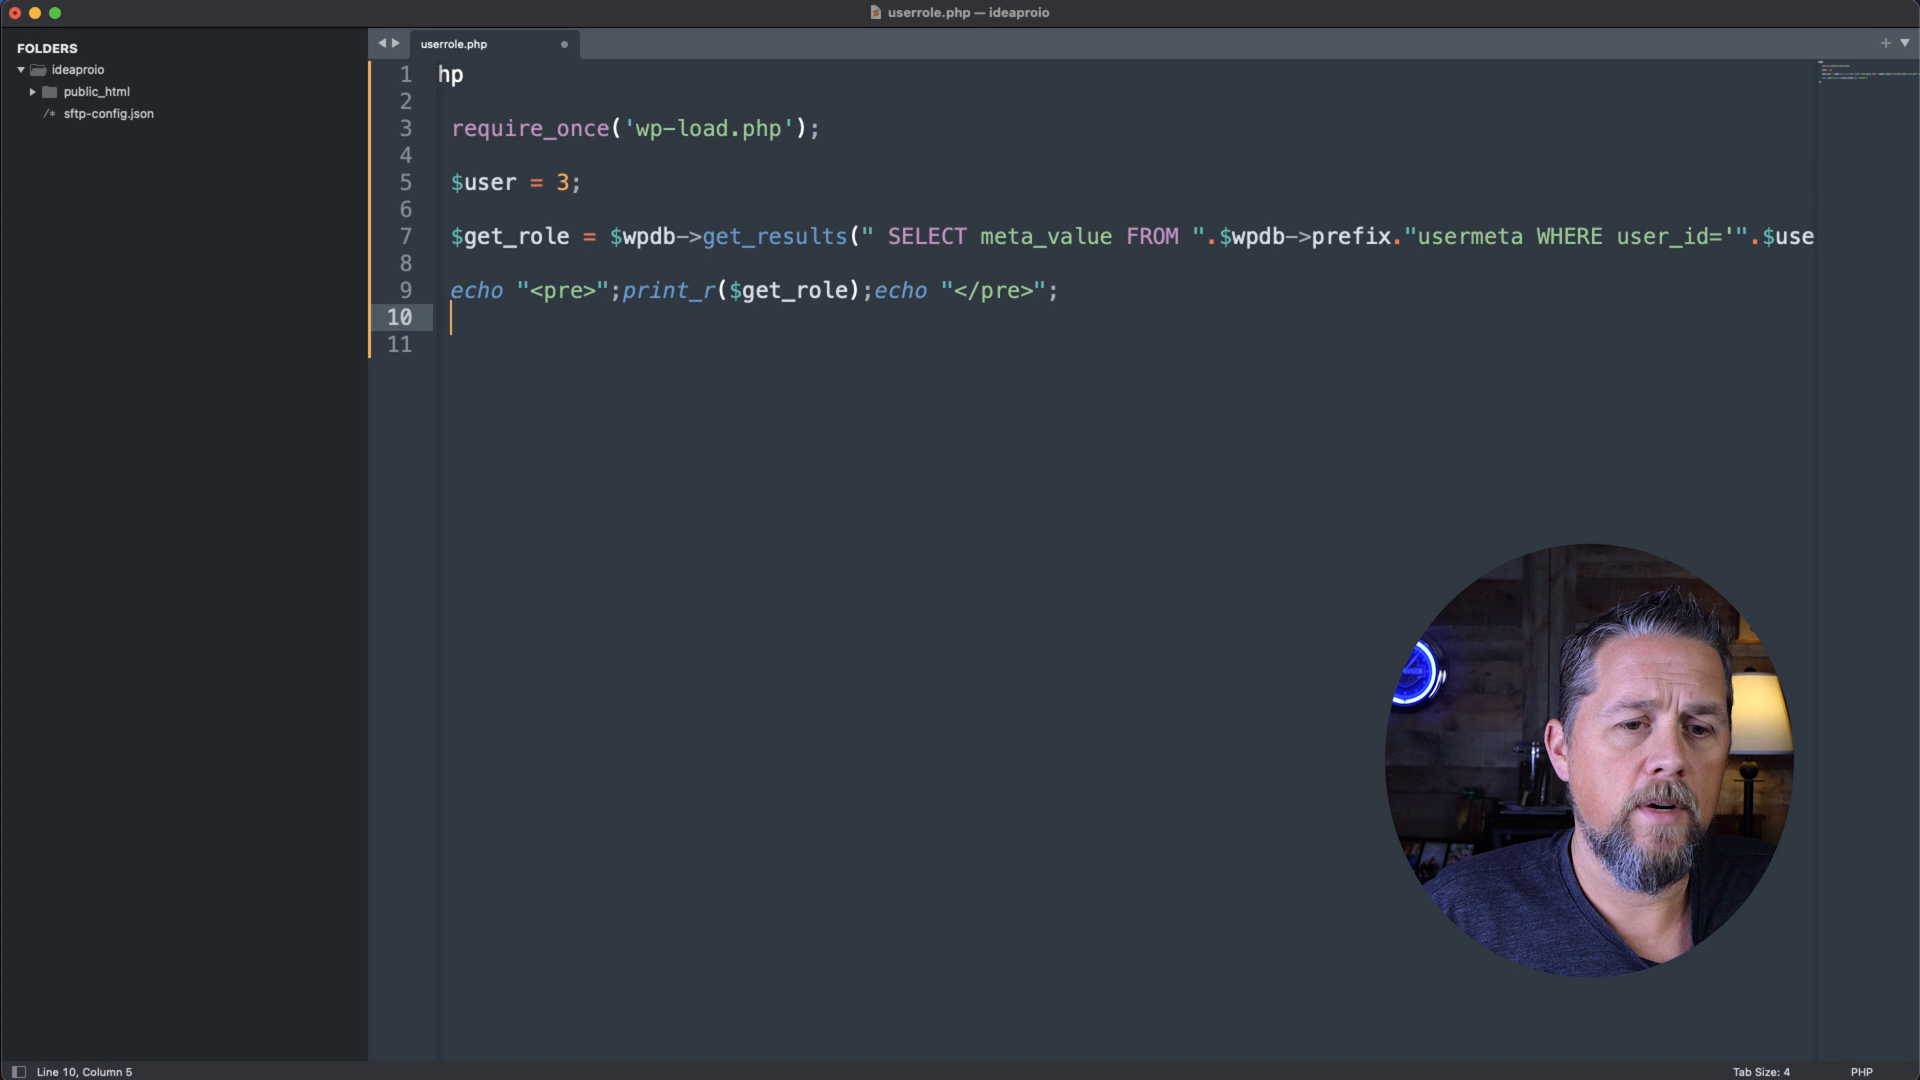 userrole.php — ideaproio
FOLDERS
ideaproio
public_html
/* sftp-config.json
userrole.php
1 hp
2
3 require_once('wp-load.php');
4
5 $user = 3;
6
7 $get_role = $wpdb->get_results(" SELECT meta_value FROM ".$wpdb->prefix."usermeta WHERE user_id='".$use
8
9 echo "<pre>";print_r($get_role);echo "</pre>";
10
11
Line 10, Column 5
Tab Size: 4
PHP